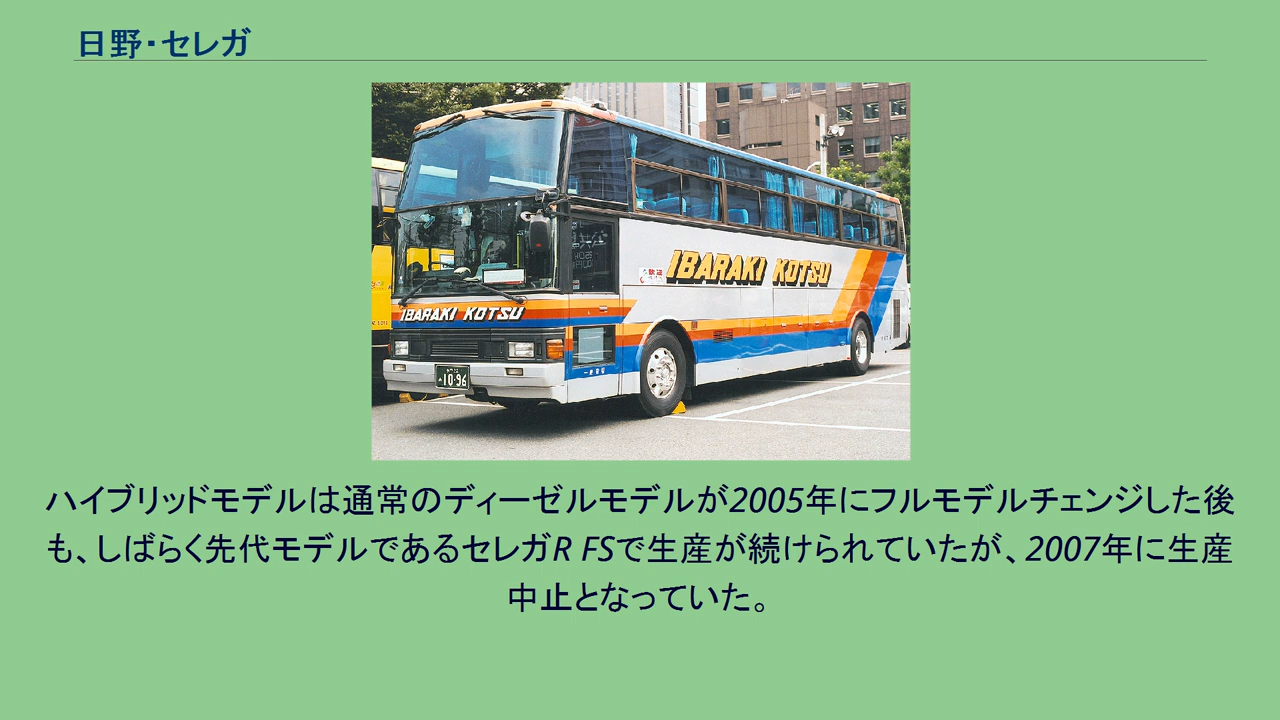 日野・セレガ
歓迎
IBARAKI KOTSU
IBARAKI KOTSU
10-96
ハイブリッドモデルは通常のディーゼルモデルが2005年にフルモデルチェンジした後
も、しばらく先代モデルであるセレガR FSで生産が続けられていたが、2007年に生産
中止となっていた。